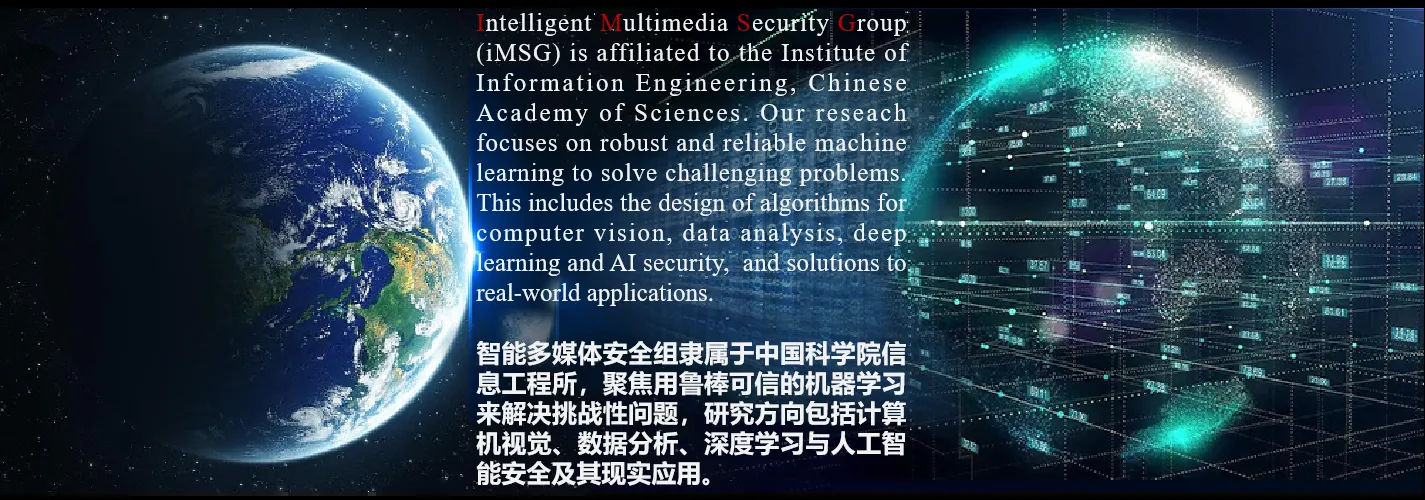 Intelligent Multimedia Security Group
(iMSG) is affiliated to the Institute of
Information Engineering, Chinese
Academy of Sciences. Our reseach
focuses on robust and reliable machine
learning to solve challenging problems.
This includes the design of algorithms for
computer vision, data analysis, deep
learning and AI security, and solutions to
real-world applications.
智能多媒体安全组隶属于中国科学院信
息工程所，聚焦用鲁棒可信的机器学习
来解决挑战性问题，研究方向包括计算
机视觉、数据分析、深度学习与人工智
能安全及其现实应用。